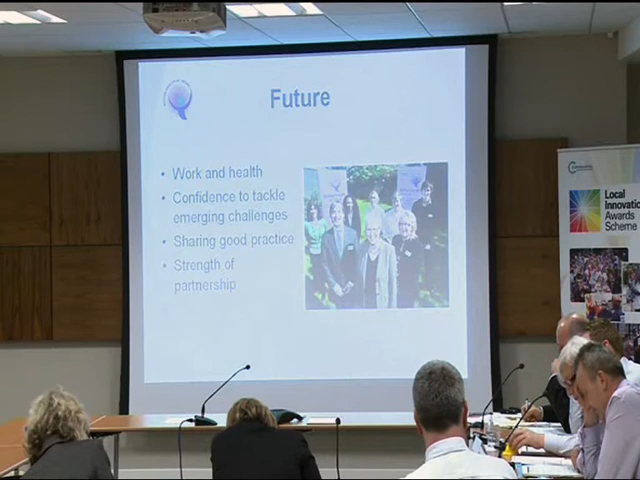 Future
• Work and health
• Confidence to tackle
emerging challenges
• Sharing good practice
• Strength of
partnership
Local
Innovation
Awards
Scheme